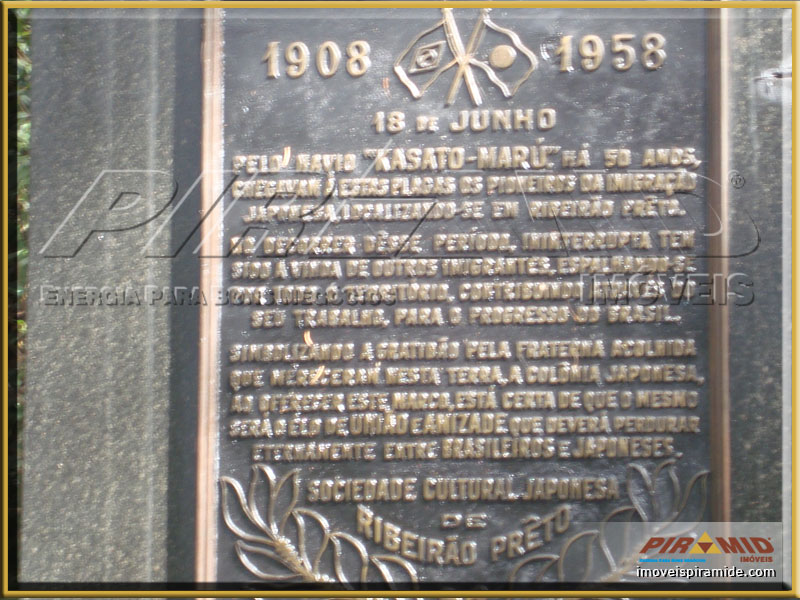 1908 1958
18 DE JUNHO
PELO NAVIO "KASATO-MARÚ" HÁ 50 ANOS,
CHEGAVAM A ESTAS PLAGAS OS PIONEIROS DA IMIGRAÇÃO
JAPONESA, LOCALIZANDO-SE EM RIBEIRÃO PRÊTO.
NO DECORRER DÊSSE PERÍODO, ININTERRUPTA TEM
SIDO A VINDA DE OUTROS IMIGRANTES,
SEU TRABALHO, PARA O PROGRESSO DO BRASIL.
SIMBOLIZANDO A GRATIDÃO PELA FRATERNA ACOLHIDA
QUE MERECERAM NESTA TERRA, A COLÔNIA JAPONESA,
AO OFERECER ESTE MARCO, ESTÁ CERTA DE QUE O MESMO
SERÁ O ELO DE UNIÃO E AMIZADE QUE DEVERÁ PERDURAR
ETERNAMENTE ENTRE BRASILEIROS E JAPONESES.
SOCIEDADE CULTURAL JAPONESA
DE
RIBEIRÃO PRÊTO
PIRAMID
IMÓVEIS
ENERGIA PARA BONS NEGÓCIOS
PIRAMID
IMÓVEIS
imoveispiramide.com